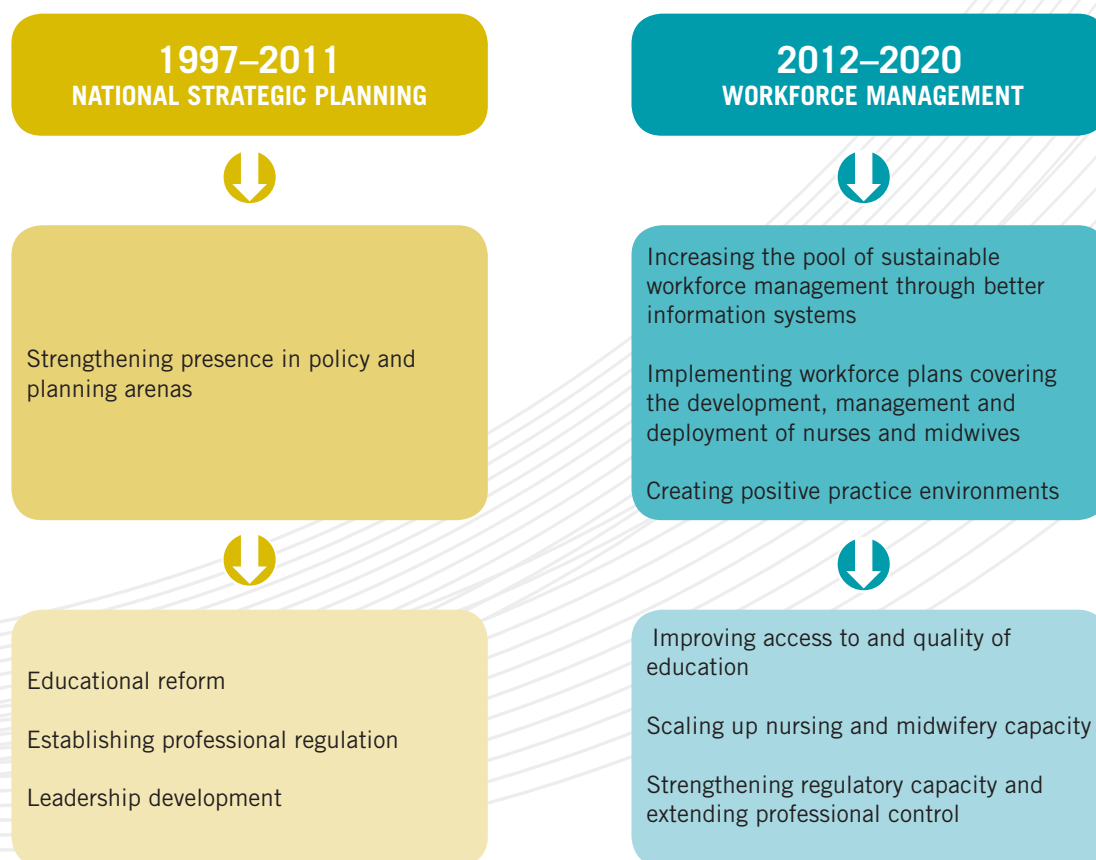 1997–2011
NATIONAL STRATEGIC PLANNING
Strengthening presence in policy and
planning arenas
Educational reform
Establishing professional regulation
Leadership development
2012–2020
WORKFORCE MANAGEMENT
Increasing the pool of sustainable
workforce management through better
information systems
Implementing workforce plans covering
the development, management and
deployment of nurses and midwives
Creating positive practice environments
Improving access to and quality of
education
Scaling up nursing and midwifery capacity
Strengthening regulatory capacity and
extending professional control